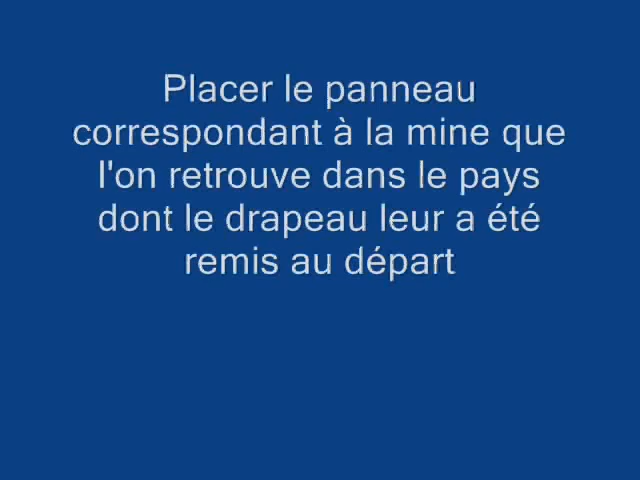 Placer le panneau
correspondant à la mine que
l'on retrouve dans le pays
dont le drapeau leur a été
remis au départ